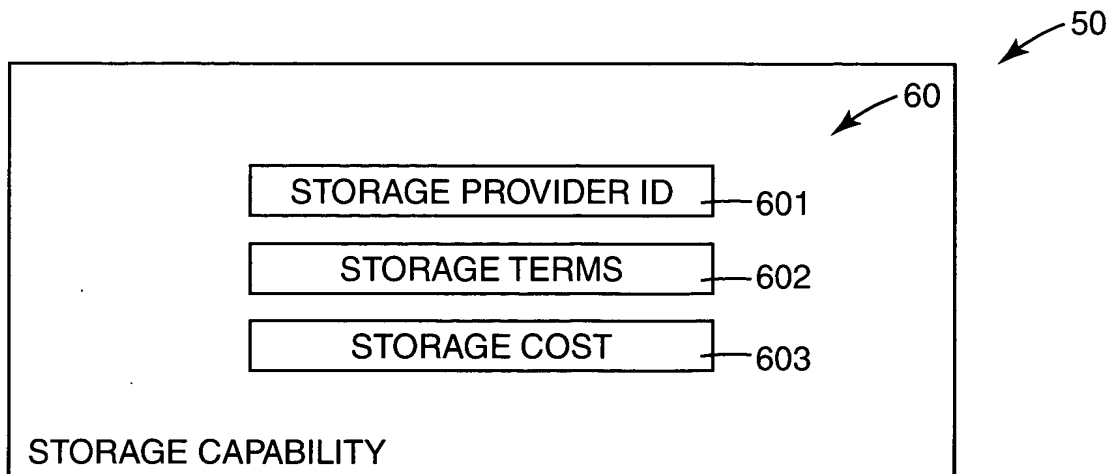 50
60
STORAGE PROVIDER ID
601
STORAGE TERMS
602
STORAGE COST
603
STORAGE CAPABILITY